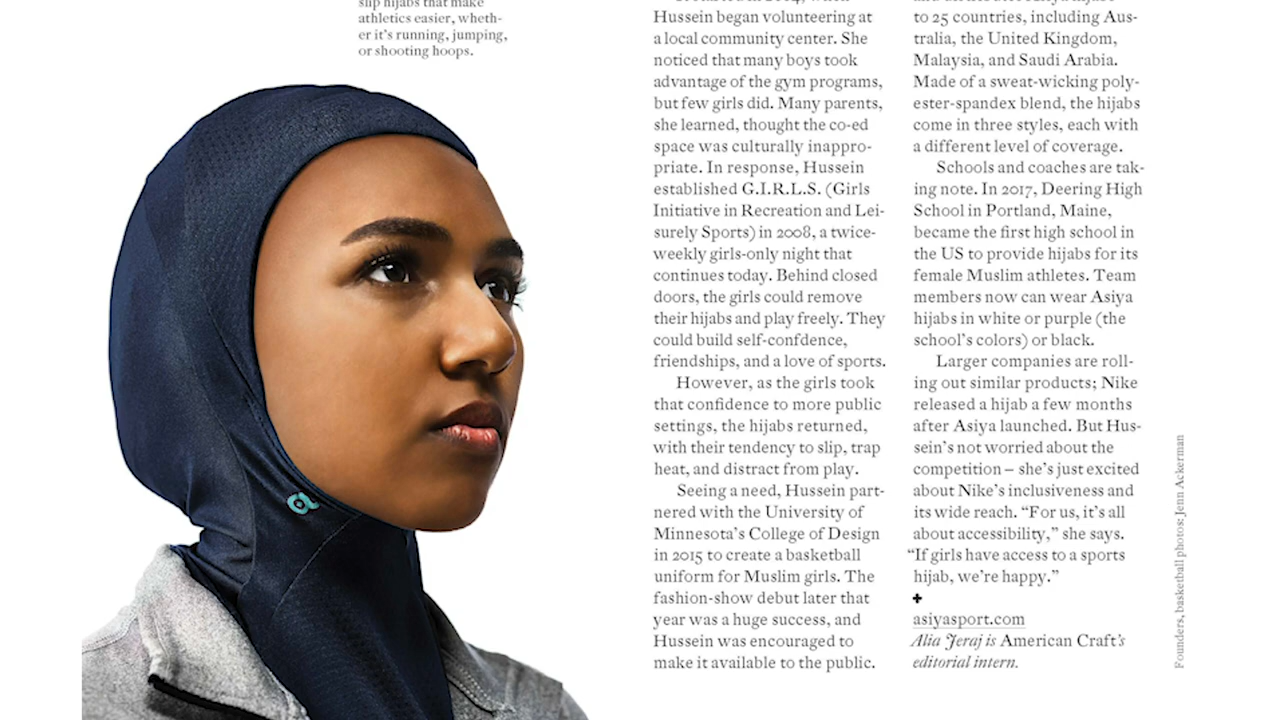 slip hijabs that make
athletics easier, wheth-
er it's running, jumping,
or shooting hoops.
Hussein began volunteering at
a local community center. She
noticed that many boys took
advantage of the gym programs,
but few girls did. Many parents,
she learned, thought the co-ed
space was culturally inappro-
priate. In response, Hussein
established G.I.R.L.S. (Girls
Initiative in Recreation and Lei-
surely Sports) in 2008, a twice-
weekly girls-only night that
continues today. Behind closed
doors, the girls could remove
their hijabs and play freely. They
could build self-confdence,
friendships, and a love of sports.
However, as the girls took
that confidence to more public
settings, the hijabs returned,
with their tendency to slip, trap
heat, and distract from play.
Seeing a need, Hussein part-
nered with the University of
Minnesota's College of Design
in 2015 to create a basketball
uniform for Muslim girls. The
fashion-show debut later that
year was a huge success, and
Hussein was encouraged to
make it available to the public.
to 25 countries, including Aus-
tralia, the United Kingdom,
Malaysia, and Saudi Arabia.
Made of a sweat-wicking poly-
ester-spandex blend, the hijabs
come in three styles, each with
a different level of coverage.
Schools and coaches are tak-
ing note. In 2017, Deering High
School in Portland, Maine,
became the first high school in
the US to provide hijabs for its
female Muslim athletes. Team
members now can wear Asiya
hijabs in white or purple (the
school's colors) or black.
Larger companies are roll-
ing out similar products; Nike
released a hijab a few months
after Asiya launched. But Hus-
sein's not worried about the
competition – she's just excited
about Nike's inclusiveness and
its wide reach. “For us, it's all
about accessibility,” she says.
“If girls have access to a sports
hijab, we're happy.”
asiyasport.com
Alia Jeraj is American Craft's
editorial intern.
Founders, basketball photos: Jenn Ackerman